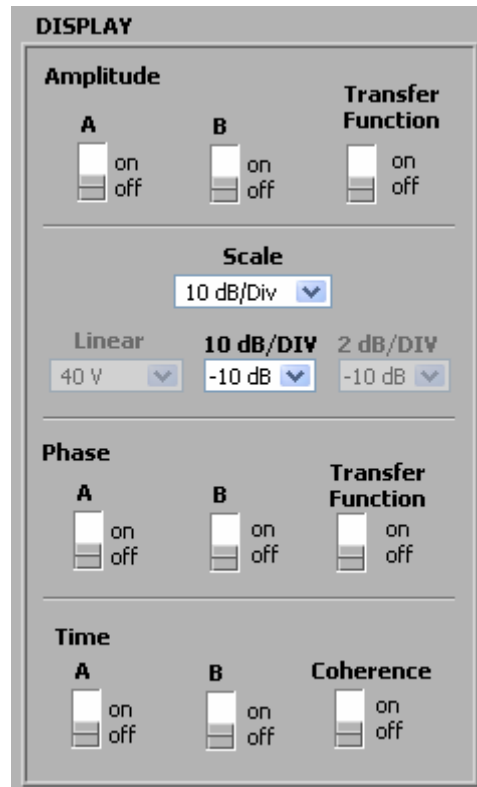 DISPLAY
Amplitude
A
B
Transfer
Function
on
off
on
off
on
off
Scale
10 dB/Div
Linear
10 dB/DIV
2 dB/DIV
40 V
-10 dB
-10 dB
Phase
A
B
Transfer
Function
on
off
on
off
on
off
Time
A
B
Coherence
on
off
on
off
on
off